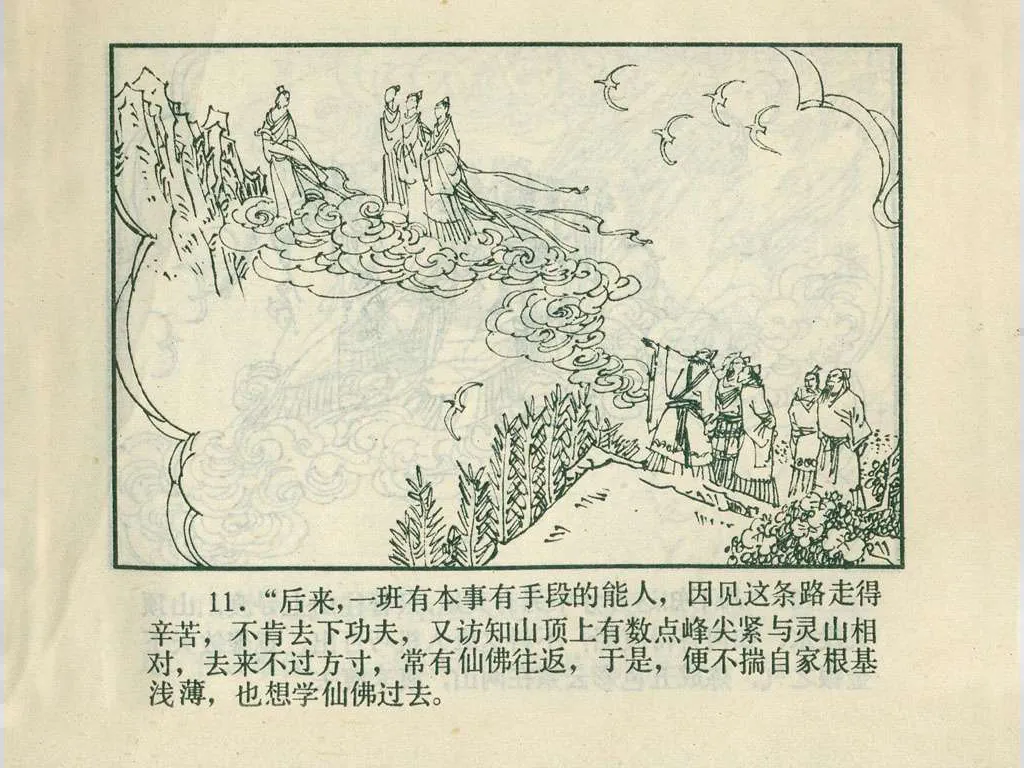 11. “后来，一班有本事有手段的能人，因见这条路走得
辛苦，不肯去下功夫，又访知山顶上有数点峰尖紧与灵山相
对，去来不过方寸，常有仙佛往返，于是，便不揣自家根基
浅薄，也想学仙佛过去。